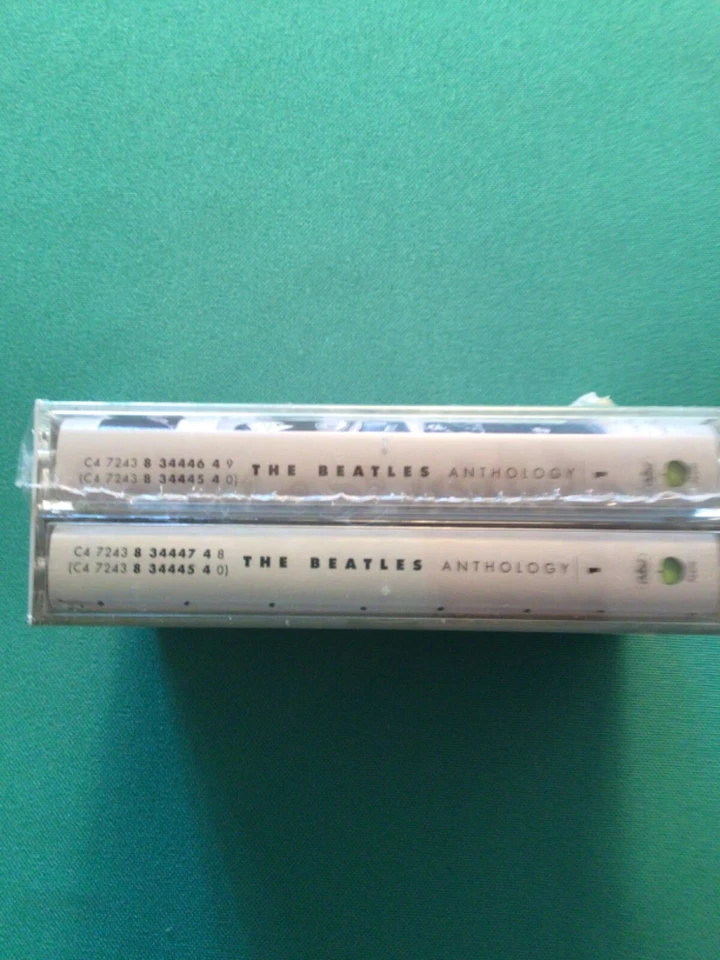 C4 7243 8 34446 4 9
(C4 7243 8 34445 4 0)
THE BEATLES ANTHOLOGY 1
C4 7243 8 34447 4 8
(C4 7243 8 34445 4 0)
THE BEATLES ANTHOLOGY 1